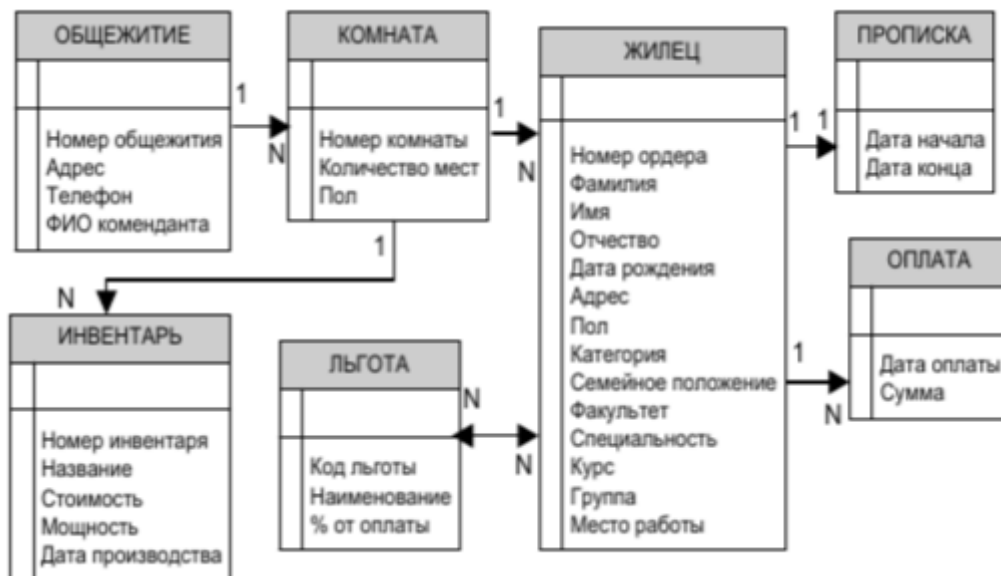 ОБЩЕЖИТИЕ
1
Номер общежития
Адрес
Телефон
ФИО коменданта
N
КОМНАТА
1
Номер комнаты
Количество мест
Пол
N
1
N
ИНВЕНТАРЬ
Номер инвентаря
Название
Стоимость
Мощность
Дата производства
ЛЬГОТА
N
Код льготы
Наименование
% от оплаты
N
ЖИЛЕЦ
Номер ордера
Фамилия
Имя
Отчество
Дата рождения
Адрес
Пол
Категория
Семейное положение
Факультет
Специальность
Курс
Группа
Место работы
1
1
ПРОПИСКА
Дата начала
Дата конца
1
N
ОПЛАТА
Дата оплаты
Сумма